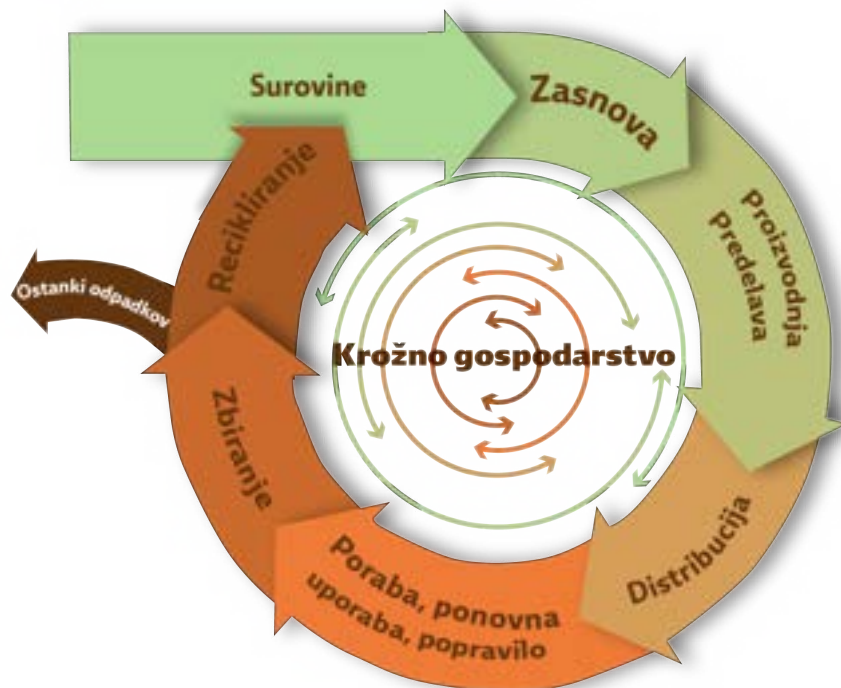 Surovine
Zasnova
Proizvodnja
Predelava
Distribucija
Poraba, ponovna
uporaba, popravilo
Zbiranje
Recikliranje
Ostanki odpadkov
Krožno gospodarstvo